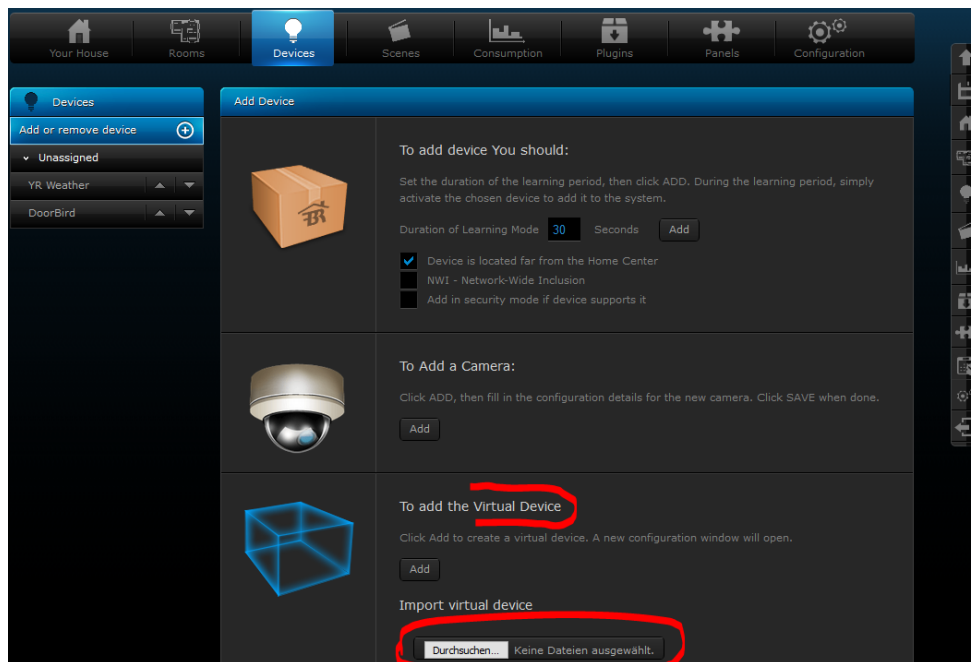 Your House
Rooms
Devices
Scenes
Consumption
Plugins
Panels
Configuration
Devices
Add or remove device
Unassigned
YR Weather
DoorBird
Add Device
To add device You should:
Set the duration of the learning period, then click ADD. During the learning period, simply
activate the chosen device to add it to the system.
Duration of Learning Mode 30 Seconds Add
Device is located far from the Home Center
NWI - Network-Wide Inclusion
Add in security mode if device supports it
To Add a Camera:
Click ADD, then fill in the configuration details for the new camera. Click SAVE when done.
Add
To add the Virtual Device
Click Add to create a virtual device. A new configuration window will open.
Add
Import virtual device
Durchsuchen... Keine Dateien ausgewählt.